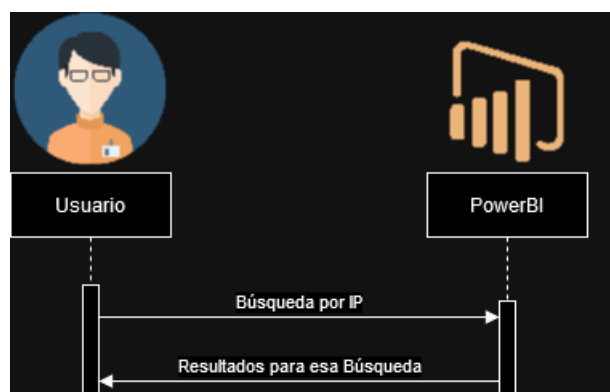 Usuario
PowerBI
Búsqueda por IP
Resultados para esa Búsqueda